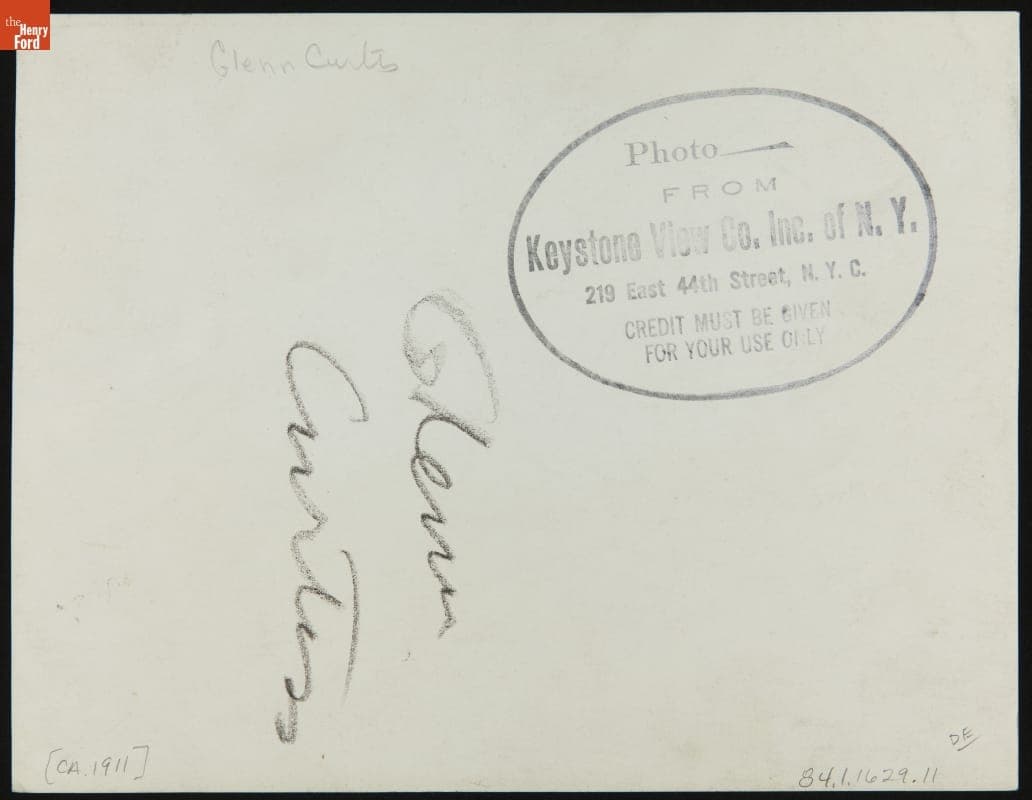 the
Henry
Ford
Glenn Curtis
Photo
FROM
Keystone View Co. Inc. of N. Y.
219 East 44th Street, N. Y. C.
CREDIT MUST BE GIVEN
FOR YOUR USE ONLY
Glenn
Curtiss
DE
[CA. 1911]
84.1.1629.11